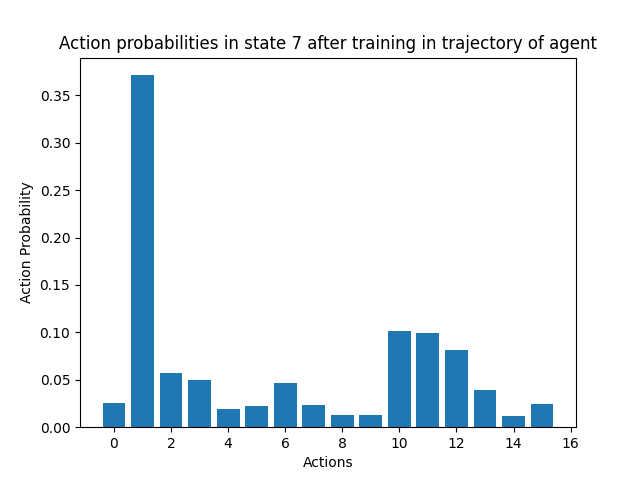 Action probabilities in state 7 after training in trajectory of agent
0.35
0.30
0.25
0.20
0.15
0.10
0.05
0.00
Action Probability
0 2 4 6 8 10 12 14 16
Actions